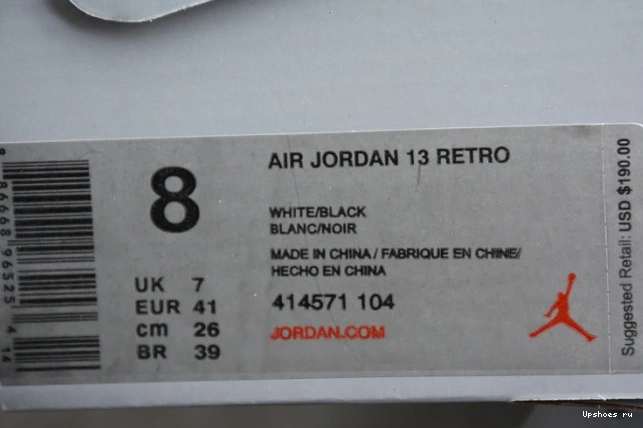 AIR JORDAN 13 RETRO
8
WHITE/BLACK
BLANC/NOIR
MADE IN CHINA / FABRIQUE EN CHINE/
HECHO EN CHINA
UK 7
EUR 41
cm 26
BR 39
414571 104
JORDAN.COM
Suggested Retail: USD $190.00
Upshoes ru